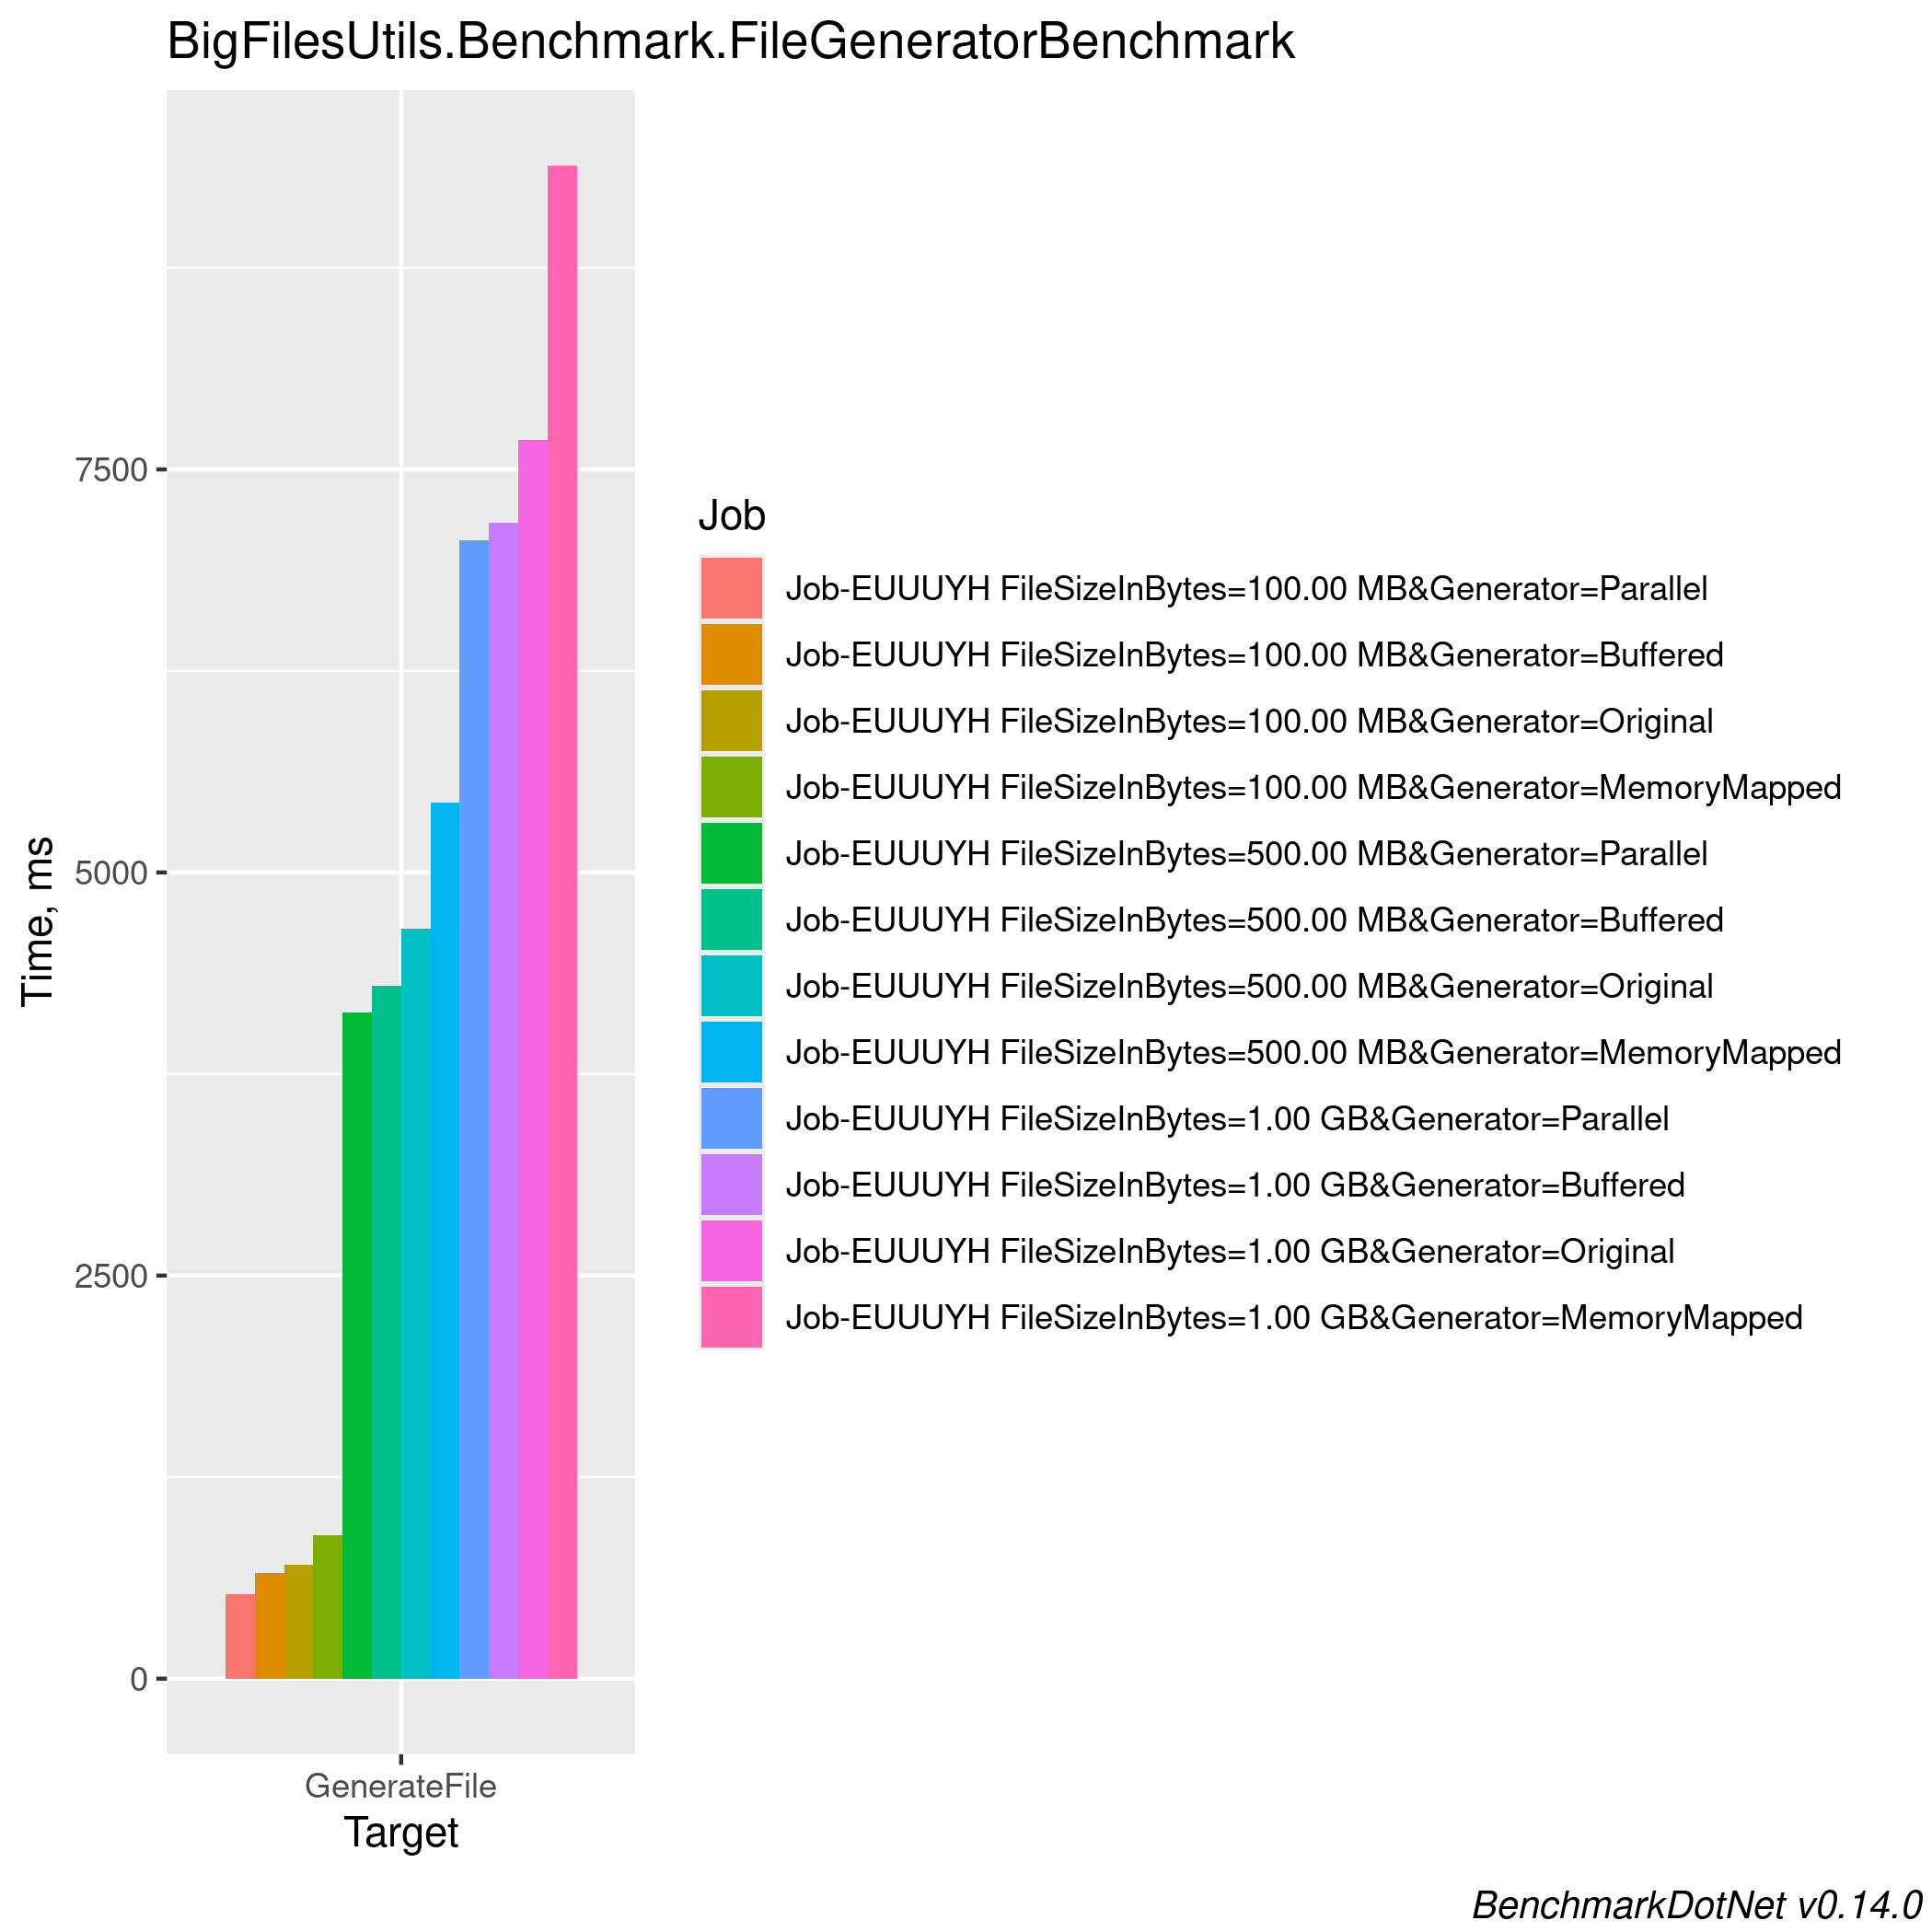 BigFilesUtils.Benchmark.FileGeneratorBenchmark
7500
5000
2500
0
Time, ms
GenerateFile
Target
Job
Job-EUUUYH FileSizeInBytes=100.00 MB&Generator=Parallel
Job-EUUUYH FileSizeInBytes=100.00 MB&Generator=Buffered
Job-EUUUYH FileSizeInBytes=100.00 MB&Generator=Original
Job-EUUUYH FileSizeInBytes=100.00 MB&Generator=MemoryMapped
Job-EUUUYH FileSizeInBytes=500.00 MB&Generator=Parallel
Job-EUUUYH FileSizeInBytes=500.00 MB&Generator=Buffered
Job-EUUUYH FileSizeInBytes=500.00 MB&Generator=Original
Job-EUUUYH FileSizeInBytes=500.00 MB&Generator=MemoryMapped
Job-EUUUYH FileSizeInBytes=1.00 GB&Generator=Parallel
Job-EUUUYH FileSizeInBytes=1.00 GB&Generator=Buffered
Job-EUUUYH FileSizeInBytes=1.00 GB&Generator=Original
Job-EUUUYH FileSizeInBytes=1.00 GB&Generator=MemoryMapped
BenchmarkDotNet v0.14.0